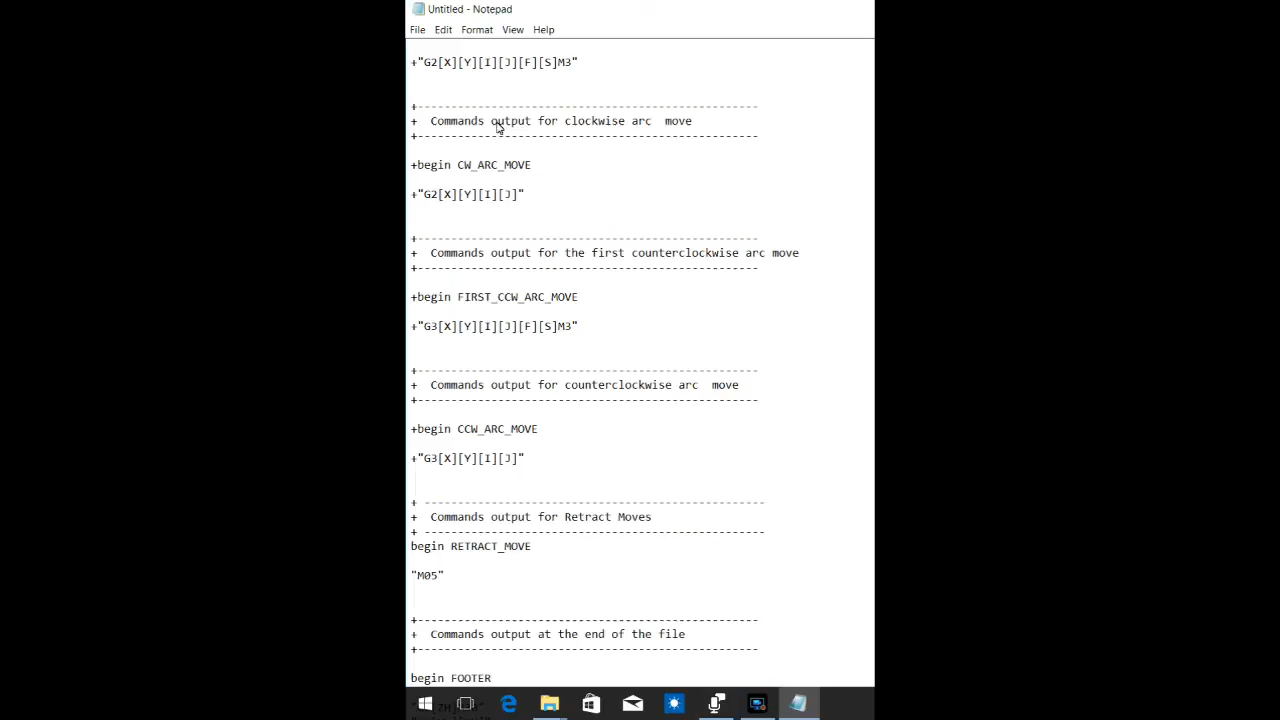 Untitled - Notepad
File Edit Format View Help
+"G2[X][Y][I][J][F][S]M3"
+---------------------------------------------------
+  Commands output for clockwise arc  move
+---------------------------------------------------
+begin CW_ARC_MOVE
+"G2[X][Y][I][J]"
+---------------------------------------------------
+  Commands output for the first counterclockwise arc move
+---------------------------------------------------
+begin FIRST_CCW_ARC_MOVE
+"G3[X][Y][I][J][F][S]M3"
+---------------------------------------------------
+  Commands output for counterclockwise arc  move
+---------------------------------------------------
+begin CCW_ARC_MOVE
+"G3[X][Y][I][J]"
+ ---------------------------------------------------
+  Commands output for Retract Moves
+ ---------------------------------------------------
begin RETRACT_MOVE
"M05"
+---------------------------------------------------
+  Commands output at the end of the file
+---------------------------------------------------
begin FOOTER